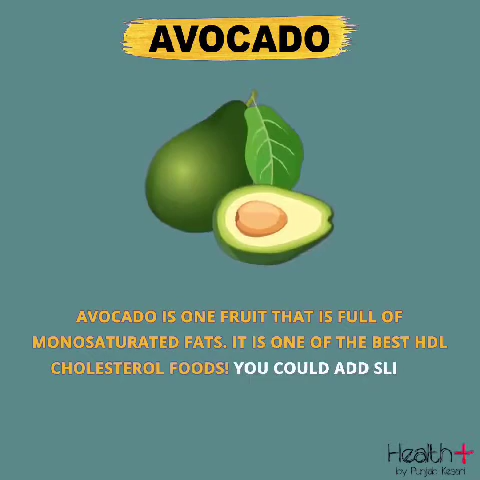 AVOCADO
AVOCADO IS ONE FRUIT THAT IS FULL OF
MONOSATURATED FATS. IT IS ONE OF THE BEST HDL
CHOLESTEROL FOODS! YOU COULD ADD SLI
Health+
by Punjab Kesari